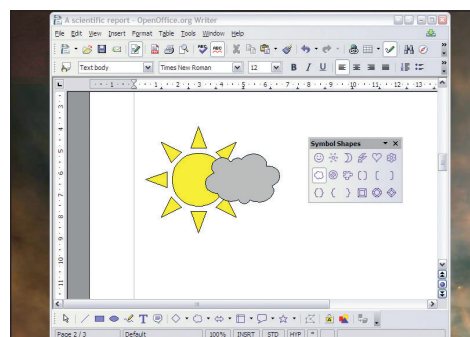 A scientific report - OpenOffice.org Writer
File Edit View Insert Format Table Tools Window Help
Text body Times New Roman 12 B I U
Symbol Shapes
Page 2 / 3 Default 100% INSRT STD HYP *